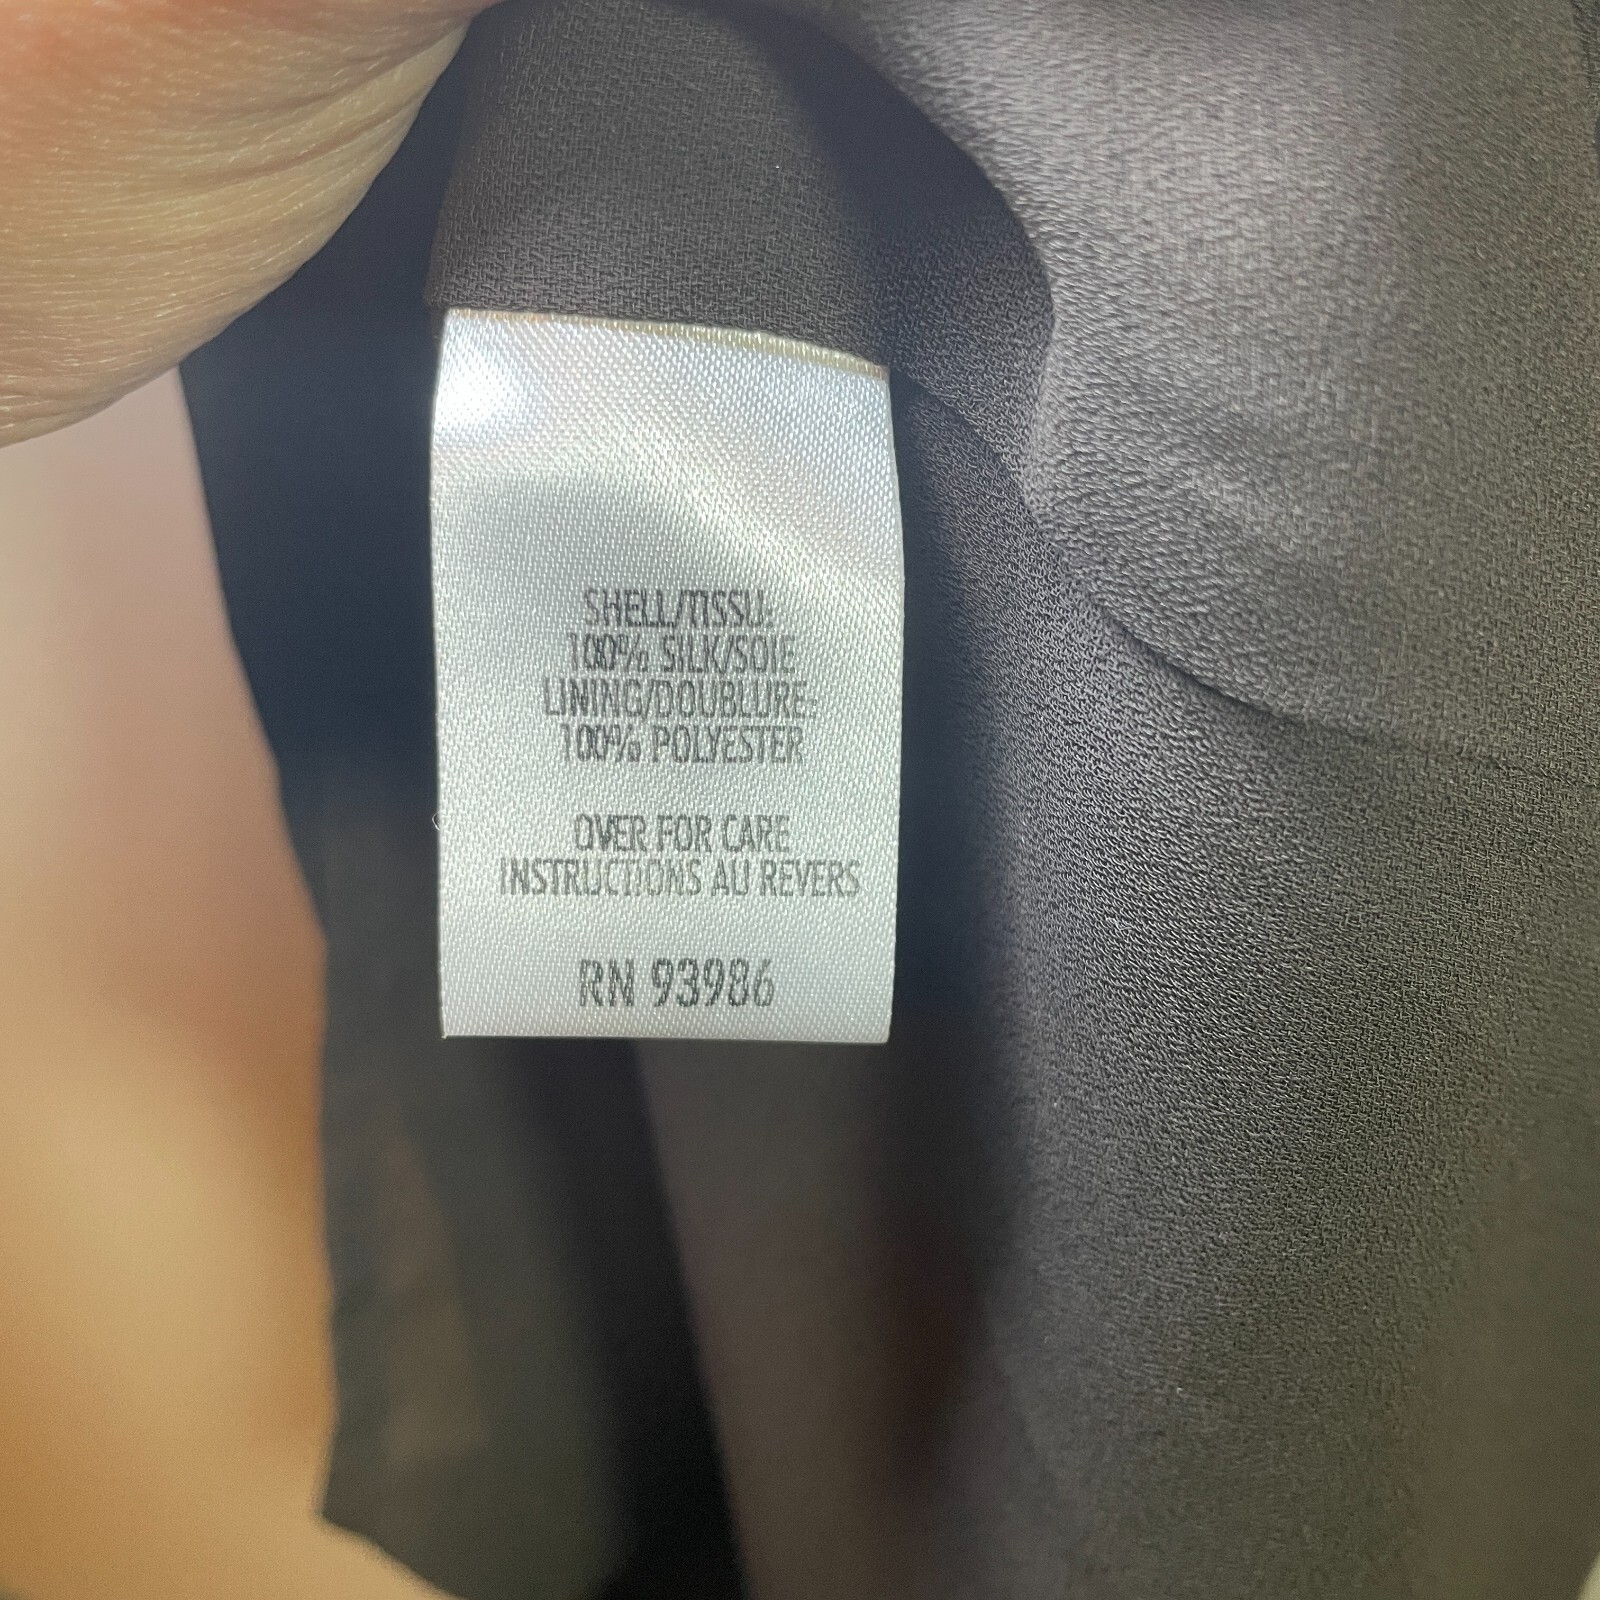 SHELL/TISSU:
100% SILK/SOIE
LINING/DOUBLURE:
100% POLYESTER
OVER FOR CARE
INSTRUCTIONS AU REVERS
RN 93986